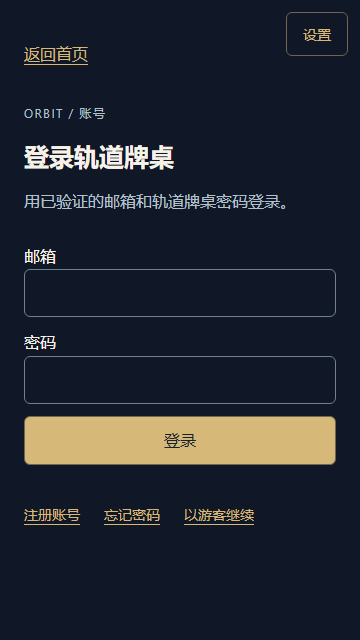 设置
返回首页
ORBIT / 账号
登录轨道牌桌
用已验证的邮箱和轨道牌桌密码登录。
邮箱
密码
登录
注册账号 忘记密码 以游客继续